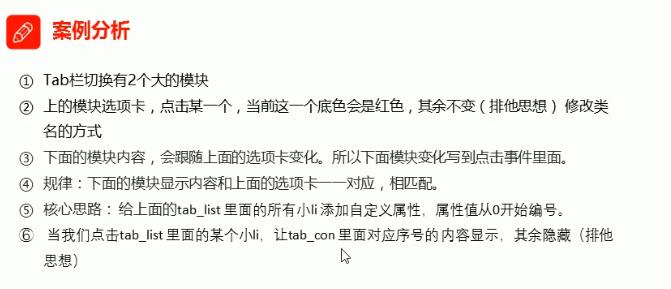 案例分析
① Tab栏切换有2个大的模块
② 上的模块选项卡，点击某一个，当前这一个底色会是红色，其余不变（排他思想）修改类
名的方式
③ 下面的模块内容，会跟随上面的选项卡变化。所以下面模块变化写到点击事件里面。
④ 规律：下面的模块显示内容和上面的选项卡一一对应，相匹配。
⑤ 核心思路：给上面的tab_list 里面的所有小li 添加自定义属性，属性值从0开始编号。
⑥ 当我们点击tab_list 里面的某个小li，让tab_con 里面对应序号的 内容显示，其余隐藏（排他
思想）